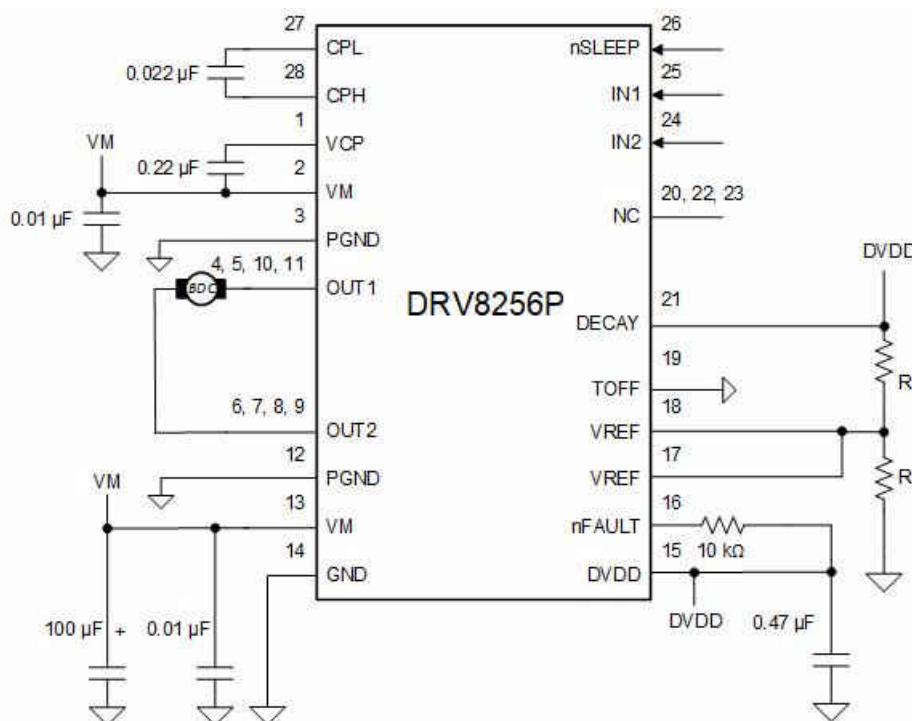 27
CPL
0.022 µF
28
CPH
1
VCP
VM
0.22 µF
2
VM
0.01 µF
3
PGND
4, 5, 10, 11
BDC
OUT1
6, 7, 8, 9
OUT2
12
PGND
VM
13
VM
14
GND
100 µF +
0.01 µF
DRV8256P
26
nSLEEP
25
IN1
24
IN2
20, 22, 23
NC
DVDD
21
DECAY
R
19
TOFF
18
VREF
17
VREF
R
16
nFAULT
10 kΩ
15
DVDD
DVDD
0.47 µF